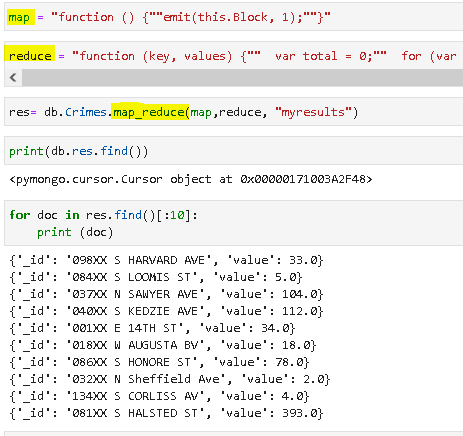 map = "function () {""emit(this.Block, 1);""}"
reduce = "function (key, values) {"" var total = 0;"" for (var
res= db.Crimes.map_reduce(map,reduce, "myresults")
print(db.res.find())
<pymongo.cursor.Cursor object at 0x00000171003A2F48>
for doc in res.find()[:10]:
print (doc)
{'_id': '098XX S HARVARD AVE', 'value': 33.0}
{'_id': '084XX S LOOMIS ST', 'value': 5.0}
{'_id': '037XX N SAWYER AVE', 'value': 104.0}
{'_id': '040XX S KEDZIE AVE', 'value': 112.0}
{'_id': '001XX E 14TH ST', 'value': 34.0}
{'_id': '018XX W AUGUSTA BV', 'value': 18.0}
{'_id': '086XX S HONORE ST', 'value': 78.0}
{'_id': '032XX N Sheffield Ave', 'value': 2.0}
{'_id': '134XX S CORLISS AV', 'value': 4.0}
{'_id': '081XX S HALSTED ST', 'value': 393.0}